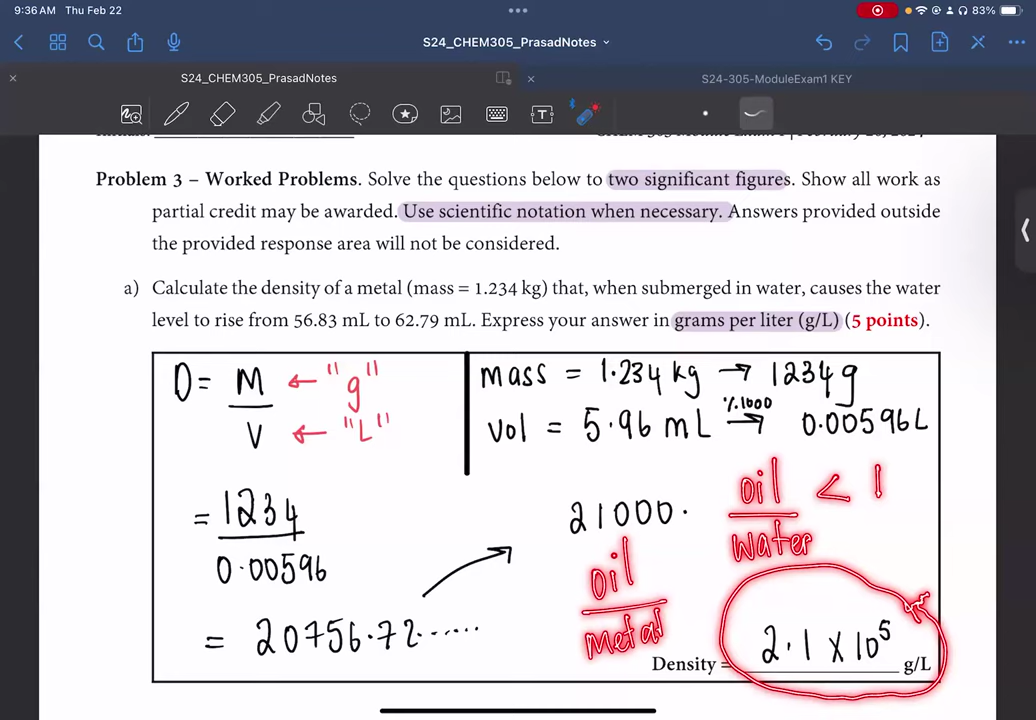 9:36 AM Thu Feb 22
83%
S24_CHEM305_PrasadNotes
S24_CHEM305_PrasadNotes
S24-305-ModuleExam1 KEY
Problem 3 – Worked Problems. Solve the questions below to two significant figures. Show all work as
partial credit may be awarded. Use scientific notation when necessary. Answers provided outside
the provided response area will not be considered.
a) Calculate the density of a metal (mass = 1.234 kg) that, when submerged in water, causes the water
level to rise from 56.83 mL to 62.79 mL. Express your answer in grams per liter (g/L) (5 points).
D = M ← "g"
V ← "L"
mass = 1.234 kg → 1234g
%1000
vol = 5.96 mL → 0.00596L
= 1234
0.00596
= 20756.72......
21000.
oil < 1
water
oil
metal
2.1 x 10⁵
Density = g/L